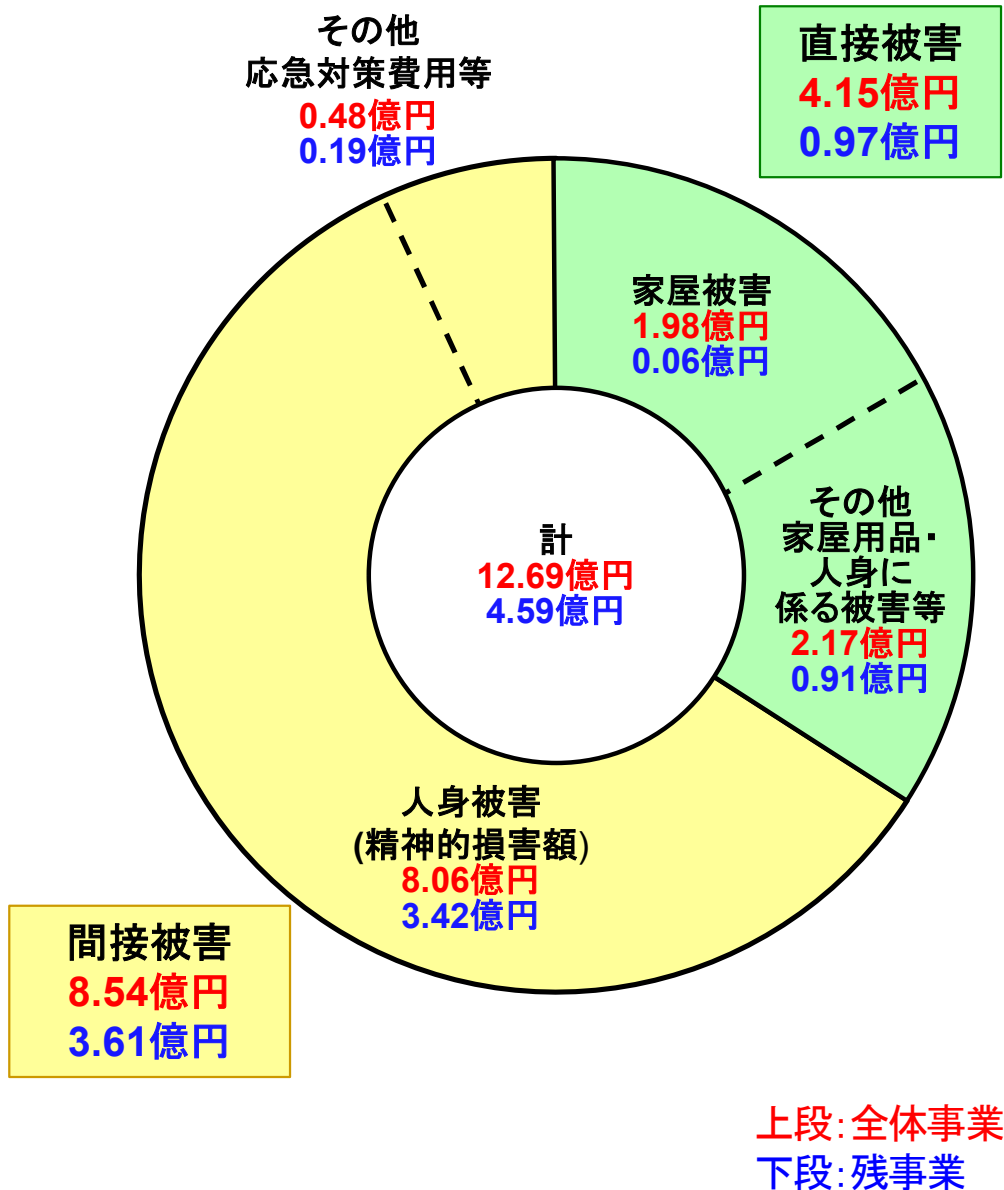 その他
応急対策費用等
0.48億円
0.19億円
直接被害
4.15億円
0.97億円
家屋被害
1.98億円
0.06億円
その他
家屋用品・
人身に
係る被害等
2.17億円
0.91億円
計
12.69億円
4.59億円
人身被害
(精神的損害額)
8.06億円
3.42億円
間接被害
8.54億円
3.61億円
上段:全体事業
下段:残事業